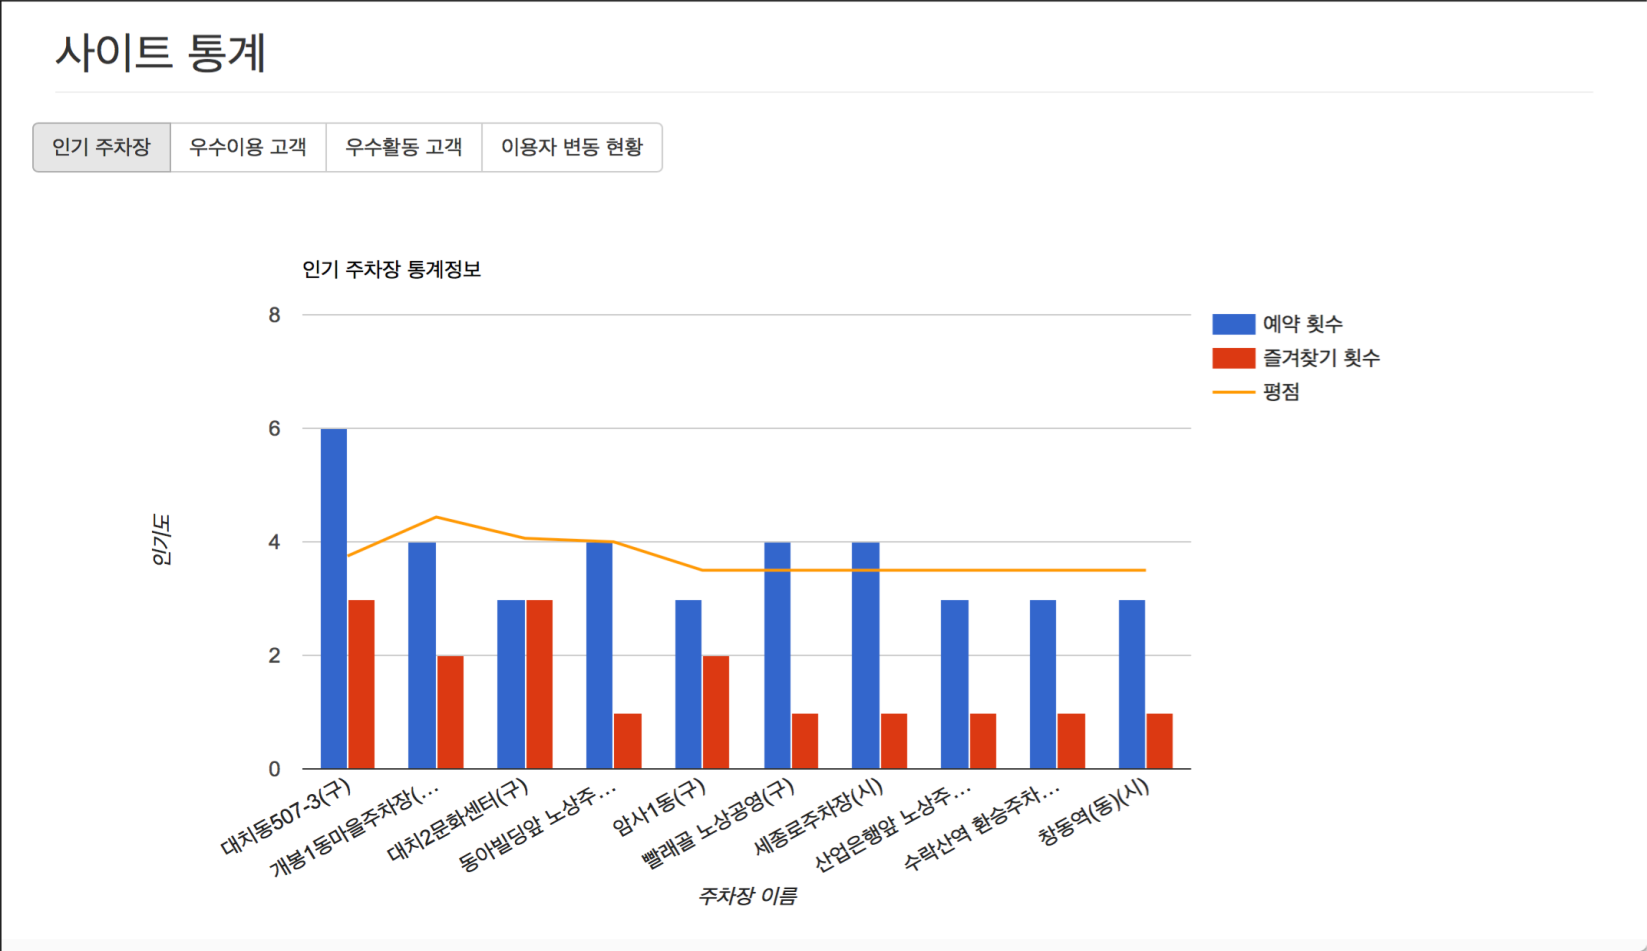 사이트 통계
인기 주차장
우수이용 고객
우수활동 고객
이용자 변동 현황
인기 주차장 통계정보
8
6
4
2
0
인기도
예약 횟수
즐겨찾기 횟수
평점
대치동507-3(구)
개봉1동마을주차장(...
대치2문화센터(구)
동아빌딩앞 노상주...
암사1동(구)
빨래골 노상공영(구)
세종로주차장(시)
산업은행앞 노상주...
수락산역 환승주차...
창동역(동)(시)
주차장 이름